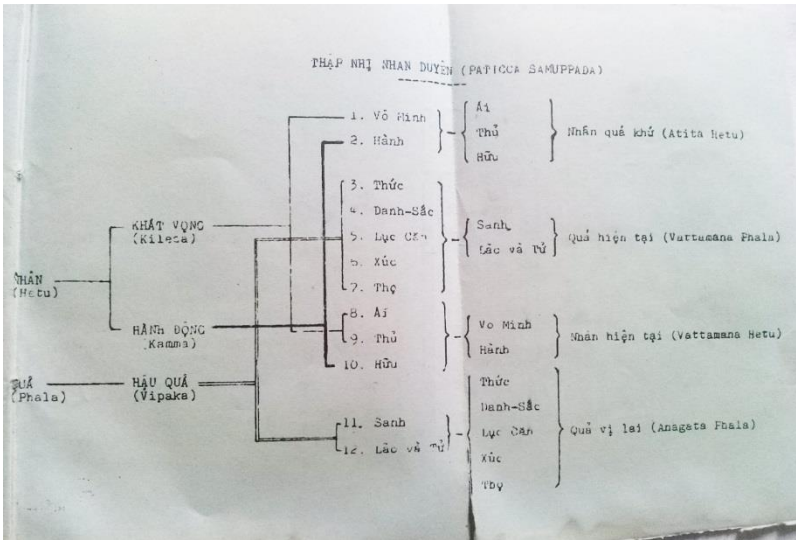 THẬP NHỊ NHAN DUYÊN (PATICCA SAMUPPADA)
1. Vô Minh
2. Hành
Ái
Thủ
Hữu
Nhân quá khứ (Atita Hetu)
3. Thức
4. Danh-Sắc
5. Lục Căn
6. Xúc
7. Thọ
Sanh
Lão và Tử
Quả hiện tại (Vattamana Phala)
KHÁT VỌNG
(Kilesa)
NHÂN
(Hetu)
HÀNH ĐỘNG
(Kamma)
8. Ái
9. Thủ
10. Hữu
Vo Minh
Hành
Nhân hiện tại (Vattamana Hetu)
QUẢ
(Phala)
HẬU QUẢ
(Vipaka)
11. Sanh
12. Lão và Tử
Thức
Danh-Sắc
Lục Căn
Xúc
Thọ
Quả vị lai (Anagata Phala)